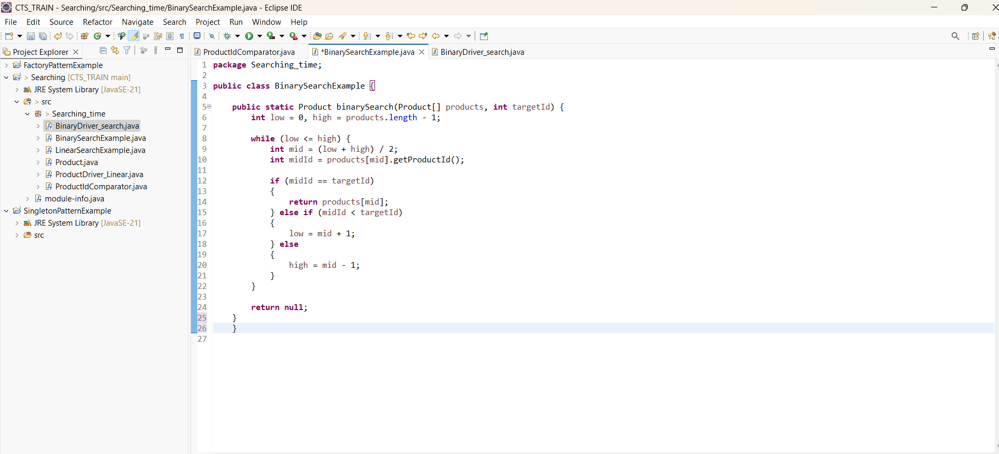 CTS_TRAIN - Searching/src/Searching_time/BinarySearchExample.java - Eclipse IDE
File Edit Source Refactor Navigate Search Project Run Window Help
Project Explorer
FactoryPatternExample
> Searching [CTS_TRAIN main]
JRE System Library [JavaSE-21]
> src
> Searching_time
BinaryDriver_search.java
BinarySearchExample.java
LinearSearchExample.java
Product.java
ProductDriver_Linear.java
ProductIdComparator.java
module-info.java
SingletonPatternExample
JRE System Library [JavaSE-21]
src
ProductIdComparator.java *BinarySearchExample.java BinaryDriver_search.java
1 package Searching_time;
2
3 public class BinarySearchExample {
4
5 public static Product binarySearch(Product[] products, int targetId) {
6 int low = 0, high = products.length - 1;
7
8 while (low <= high) {
9 int mid = (low + high) / 2;
10 int midId = products[mid].getProductId();
11
12 if (midId == targetId)
13 {
14 return products[mid];
15 } else if (midId < targetId)
16 {
17 low = mid + 1;
18 } else
19 {
20 high = mid - 1;
21 }
22 }
23
24 return null;
25 }
26 }
27